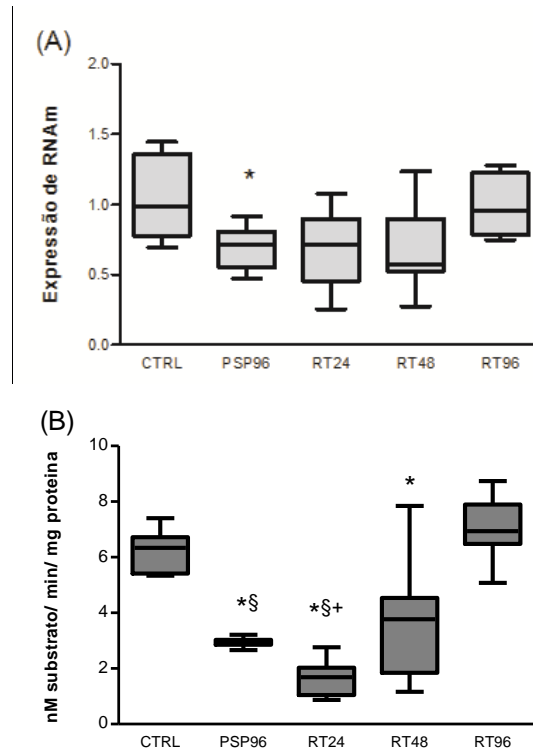 (A)
Expressão de RNAm
2.0
1.5
1.0
0.5
0.0
*
CTRL PSP96 RT24 RT48 RT96
(B)
nM substrato/ min/ mg proteina
10
8
6
4
2
0
*§ *§+ *
CTRL PSP96 RT24 RT48 RT96